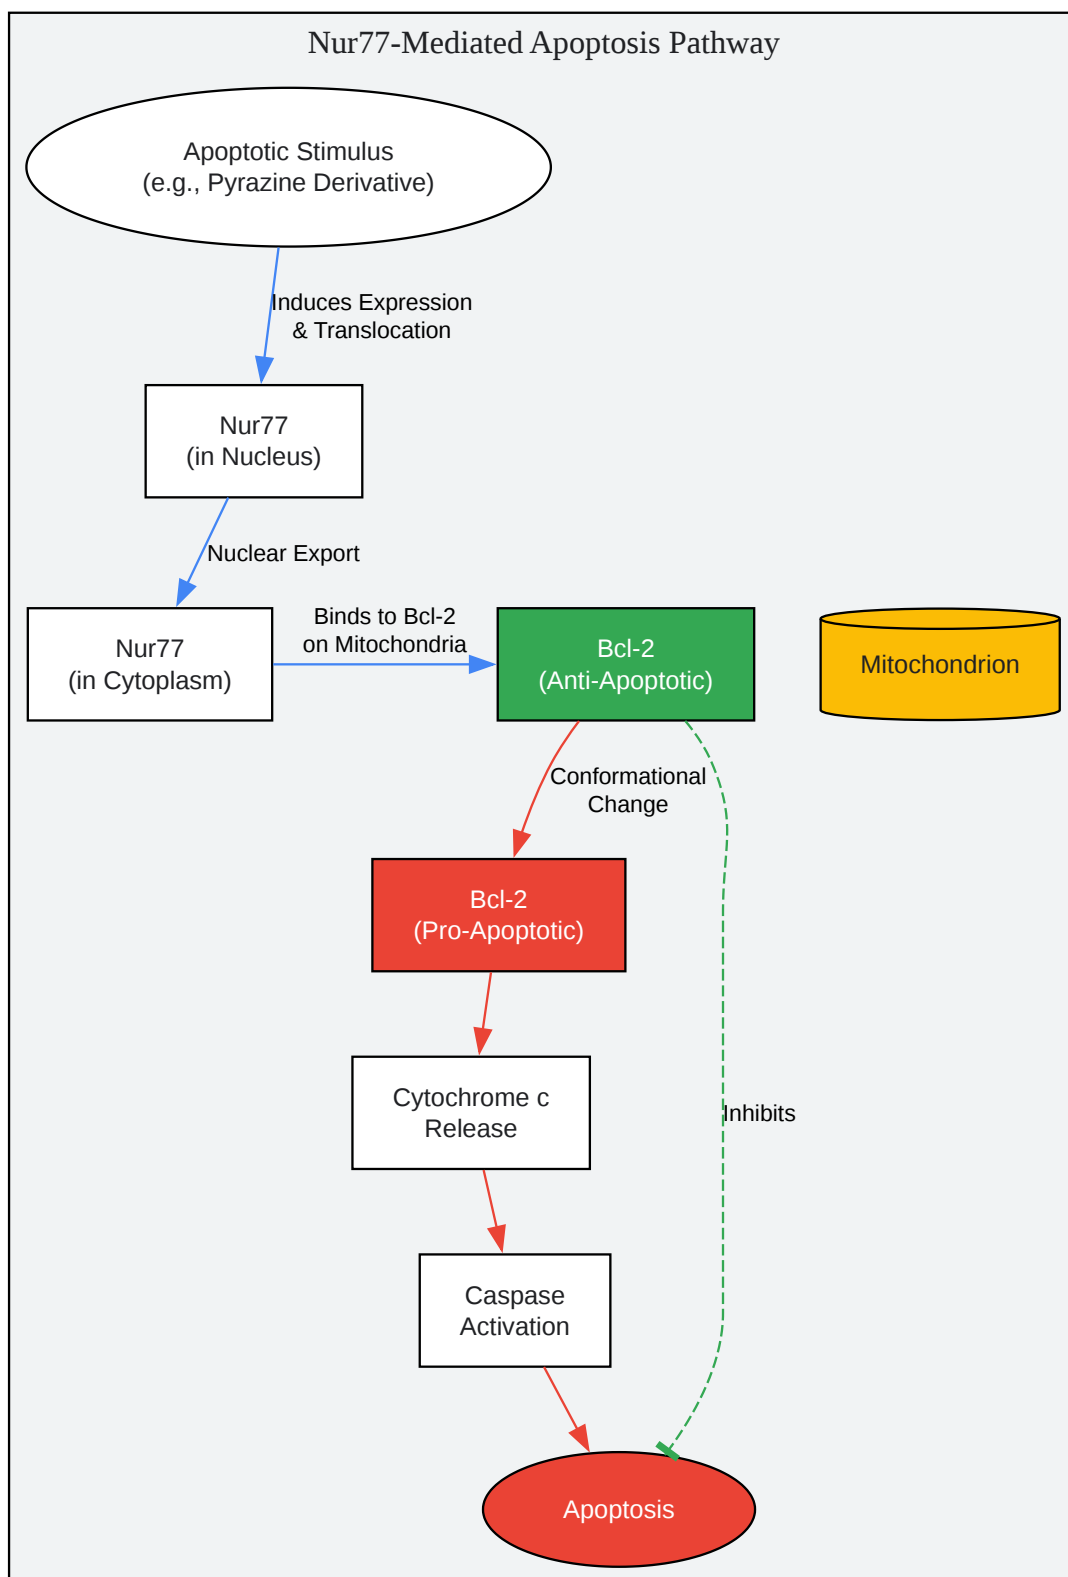 Nur77-Mediated Apoptosis Pathway
Apoptotic Stimulus
(e.g., Pyrazine Derivative)
Induces Expression
& Translocation
Nur77
(in Nucleus)
Nuclear Export
Nur77
(in Cytoplasm)
Binds to Bcl-2
on Mitochondria
Bcl-2
(Anti-Apoptotic)
Mitochondrion
Conformational
Change
Bcl-2
(Pro-Apoptotic)
Cytochrome c
Release
Inhibits
Caspase
Activation
Apoptosis